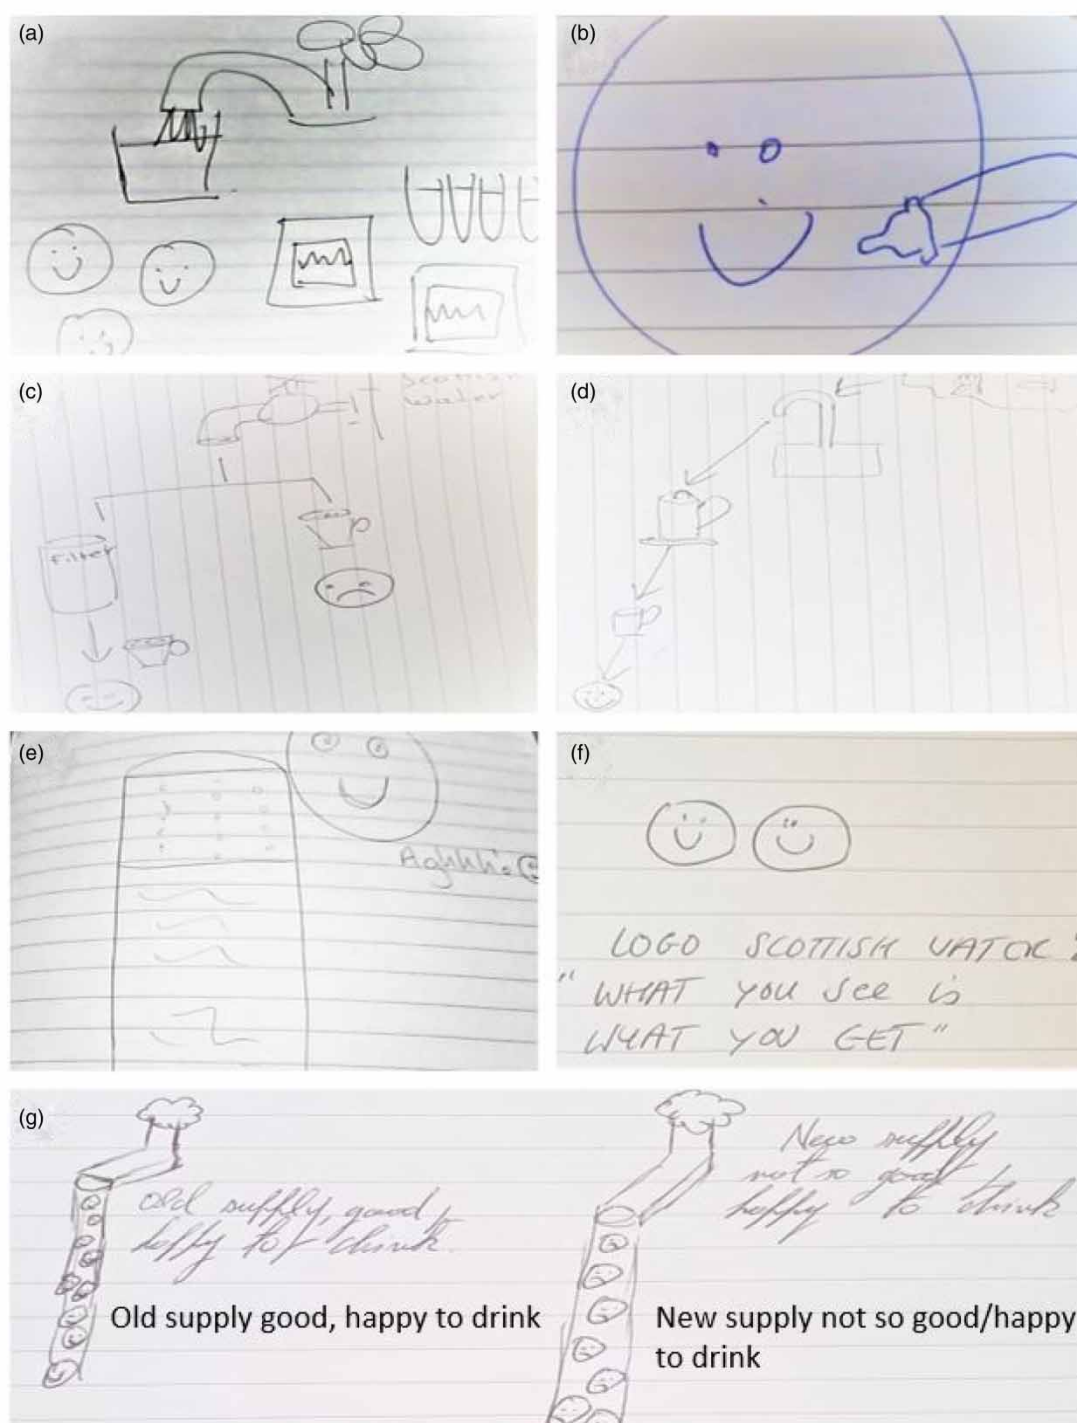 (a)
(b)
(c)
Scottish
Water
Filter
(d)
(e)
Aghhh
(f)
LOGO SCOTTISH VATOR
"WHAT YOU See is
WHAT YOU GET"
(g)
Old supply, good,
happy to drink.
New supply
not so good,
happy to drink
Old supply good, happy to drink
New supply not so good/happy
to drink